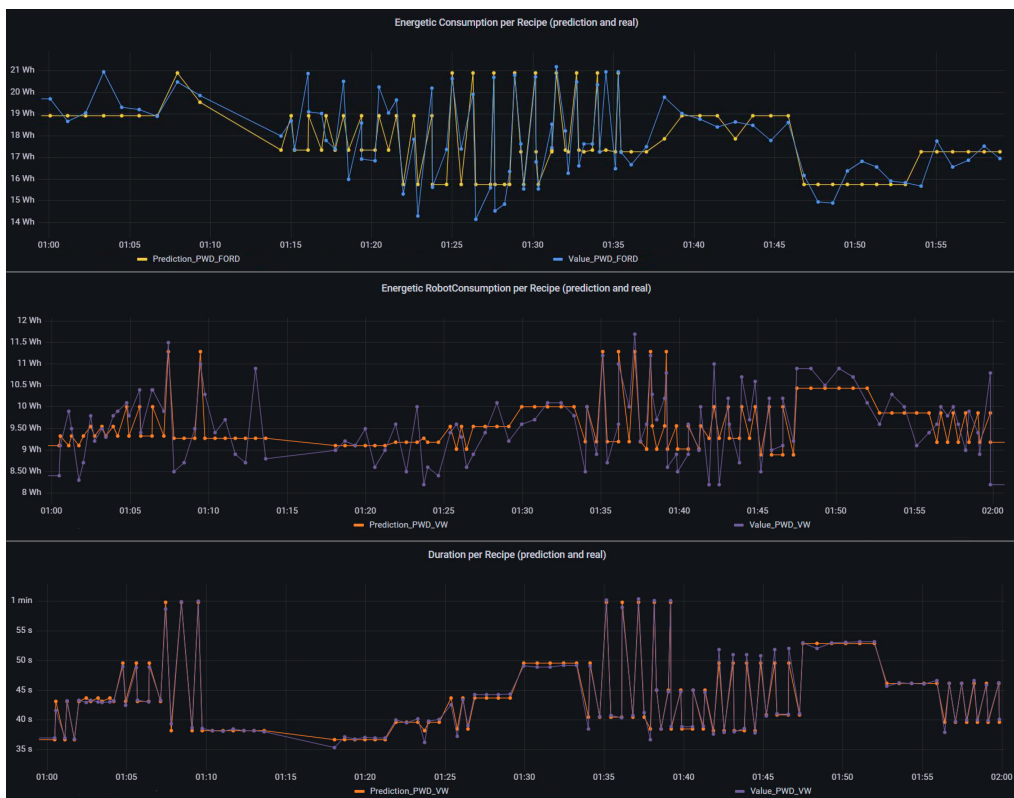 Energetic Consumption per Recipe (prediction and real)
21 Wh
20 Wh
19 Wh
18 Wh
17 Wh
16 Wh
15 Wh
14 Wh
01:00 01:05 01:10 01:15 01:20 01:25 01:30 01:35 01:40 01:45 01:50 01:55
Prediction_PWD_FORD Value_PWD_FORD
Energetic RobotConsumption per Recipe (prediction and real)
12 Wh
11.5 Wh
11 Wh
10.5 Wh
10 Wh
9.50 Wh
9 Wh
8.50 Wh
8 Wh
01:00 01:05 01:10 01:15 01:20 01:25 01:30 01:35 01:40 01:45 01:50 01:55 02:00
Prediction_PWD_VW Value_PWD_VW
Duration per Recipe (prediction and real)
1 min
55 s
50 s
45 s
40 s
35 s
01:00 01:05 01:10 01:15 01:20 01:25 01:30 01:35 01:40 01:45 01:50 01:55 02:00
Prediction_PWD_VW Value_PWD_VW